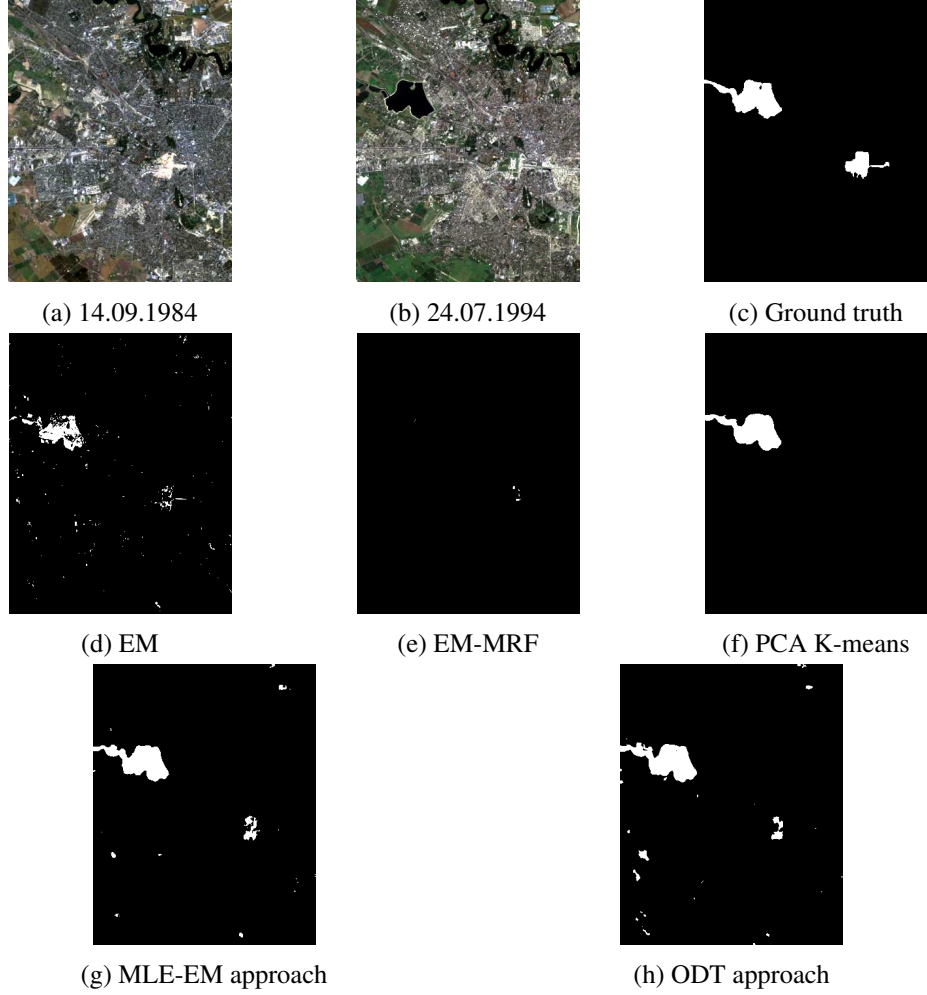 (a) 14.09.1984
(b) 24.07.1994
(c) Ground truth
(d) EM
(e) EM-MRF
(f) PCA K-means
(g) MLE-EM approach
(h) ODT approach